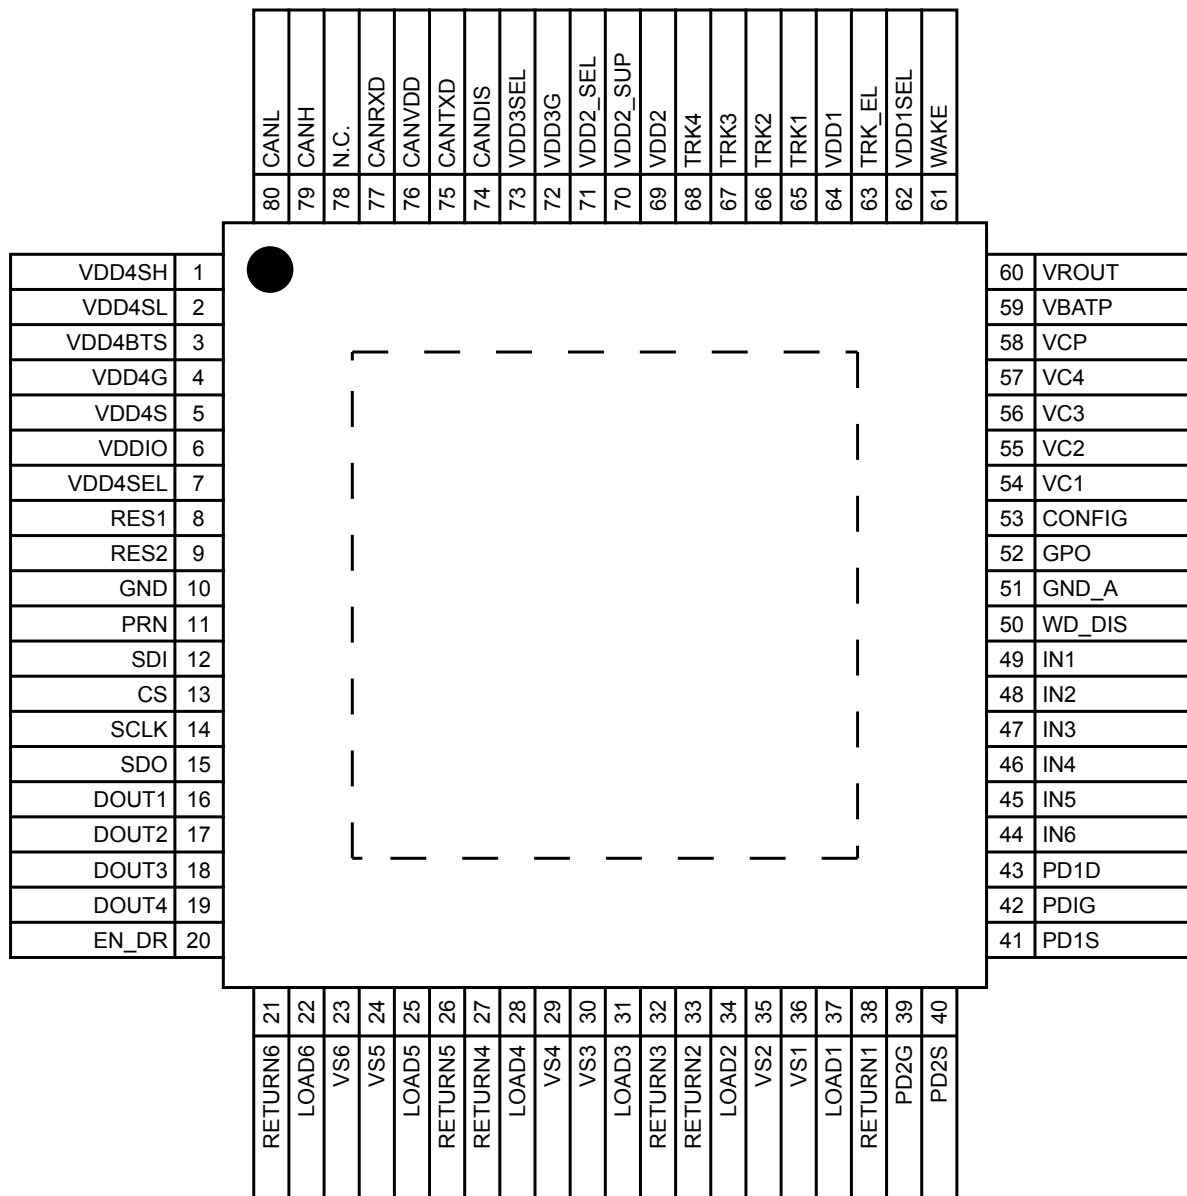 CANL
CANH
N.C.
CANRXD
CANVDD
CANTXD
CANDIS
VDD3SEL
VDD3G
VDD2_SEL
VDD2_SUP
VDD2
TRK4
TRK3
TRK2
TRK1
VDD1
TRK_EL
VDD1SEL
WAKE
80
79
78
77
76
75
74
73
72
71
70
69
68
67
66
65
64
63
62
61
VDD4SH 1
VDD4SL 2
VDD4BTS 3
VDD4G 4
VDD4S 5
VDDIO 6
VDD4SEL 7
RES1 8
RES2 9
GND 10
PRN 11
SDI 12
CS 13
SCLK 14
SDO 15
DOUT1 16
DOUT2 17
DOUT3 18
DOUT4 19
EN_DR 20
60 VROUT
59 VBATP
58 VCP
57 VC4
56 VC3
55 VC2
54 VC1
53 CONFIG
52 GPO
51 GND_A
50 WD_DIS
49 IN1
48 IN2
47 IN3
46 IN4
45 IN5
44 IN6
43 PD1D
42 PDIG
41 PD1S
21
22
23
24
25
26
27
28
29
30
31
32
33
34
35
36
37
38
39
40
RETURN6
LOAD6
VS6
VS5
LOAD5
RETURN5
RETURN4
LOAD4
VS4
VS3
LOAD3
RETURN3
RETURN2
LOAD2
VS2
VS1
LOAD1
RETURN1
PD2G
PD2S